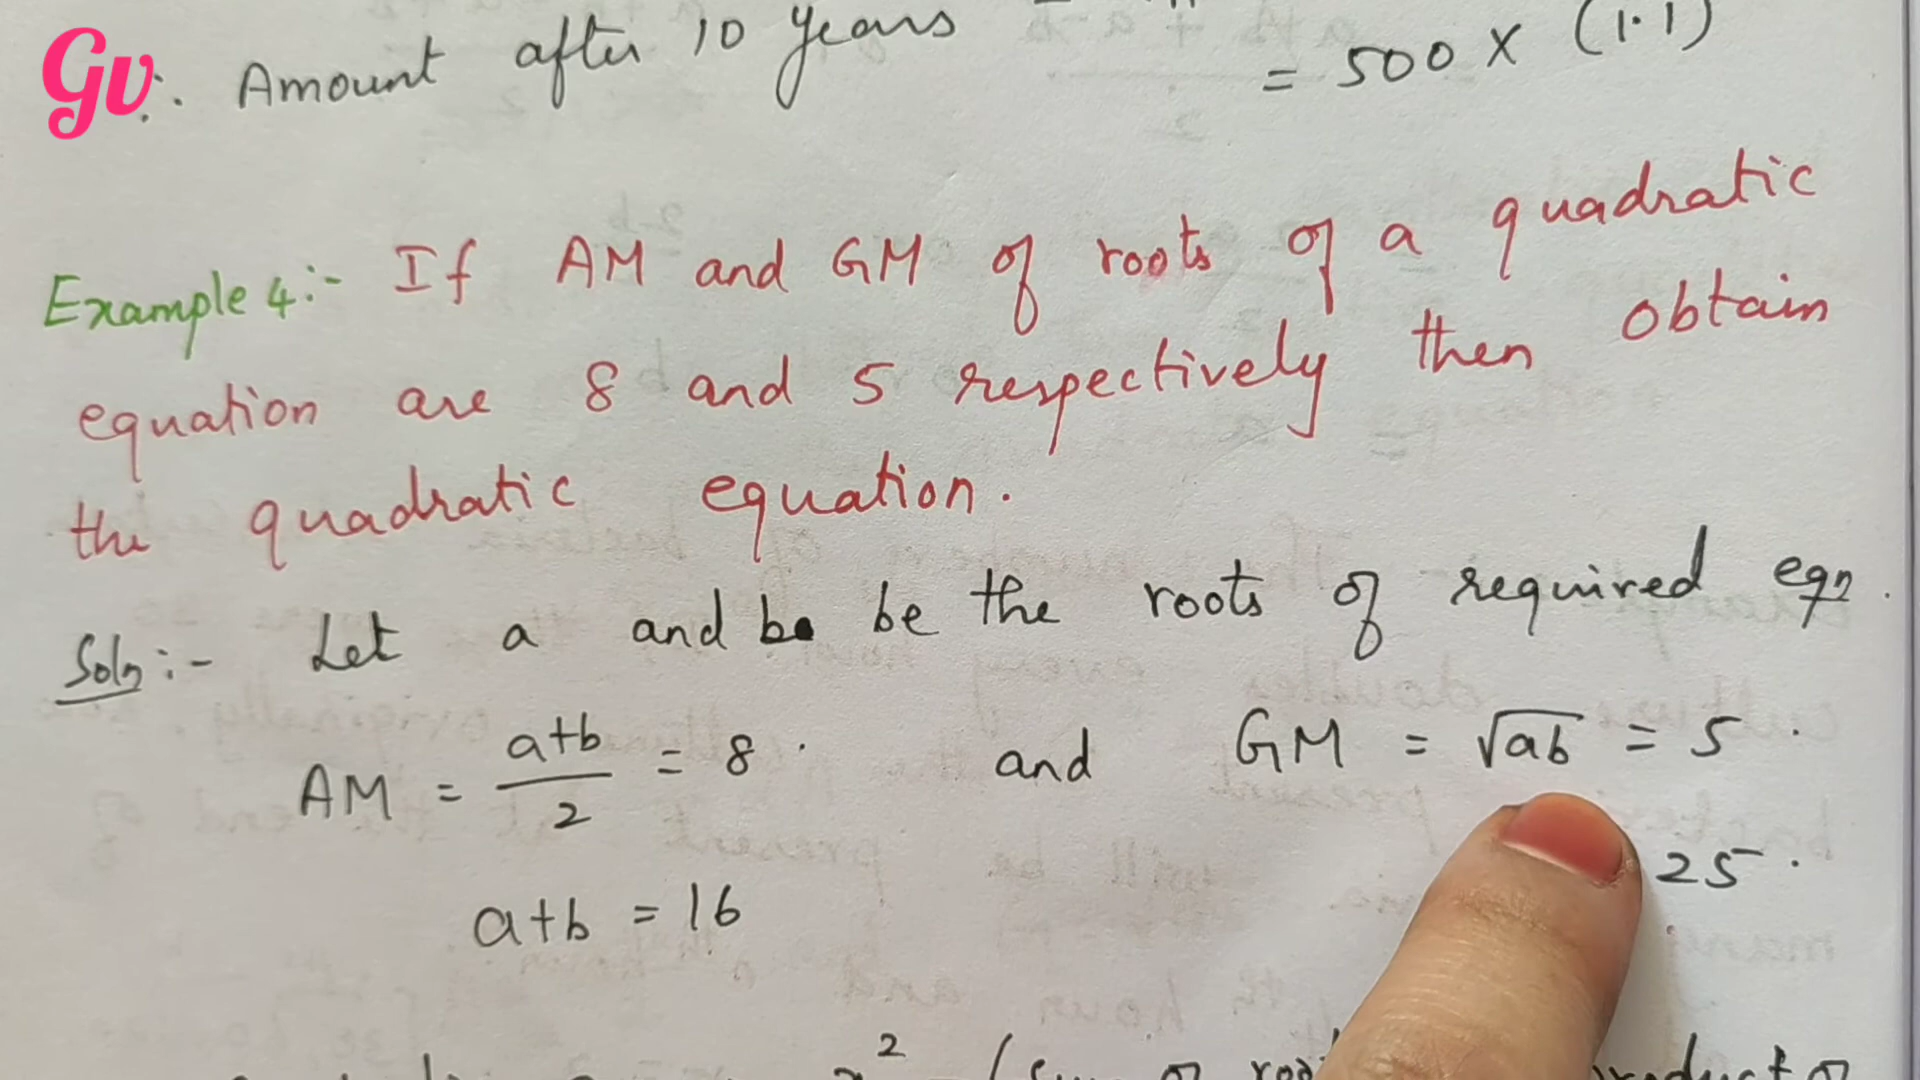 Gv
∴ Amount after 10 years = 500 × (1.1)
Example 4:- If AM and GM of roots of a quadratic
equation are 8 and 5 respectively then obtain
the quadratic equation.
Soln:- Let a and b be the roots of required eqn.
AM = a+b/2 = 8. and GM = √ab = 5.
a+b = 16 25.
x² (